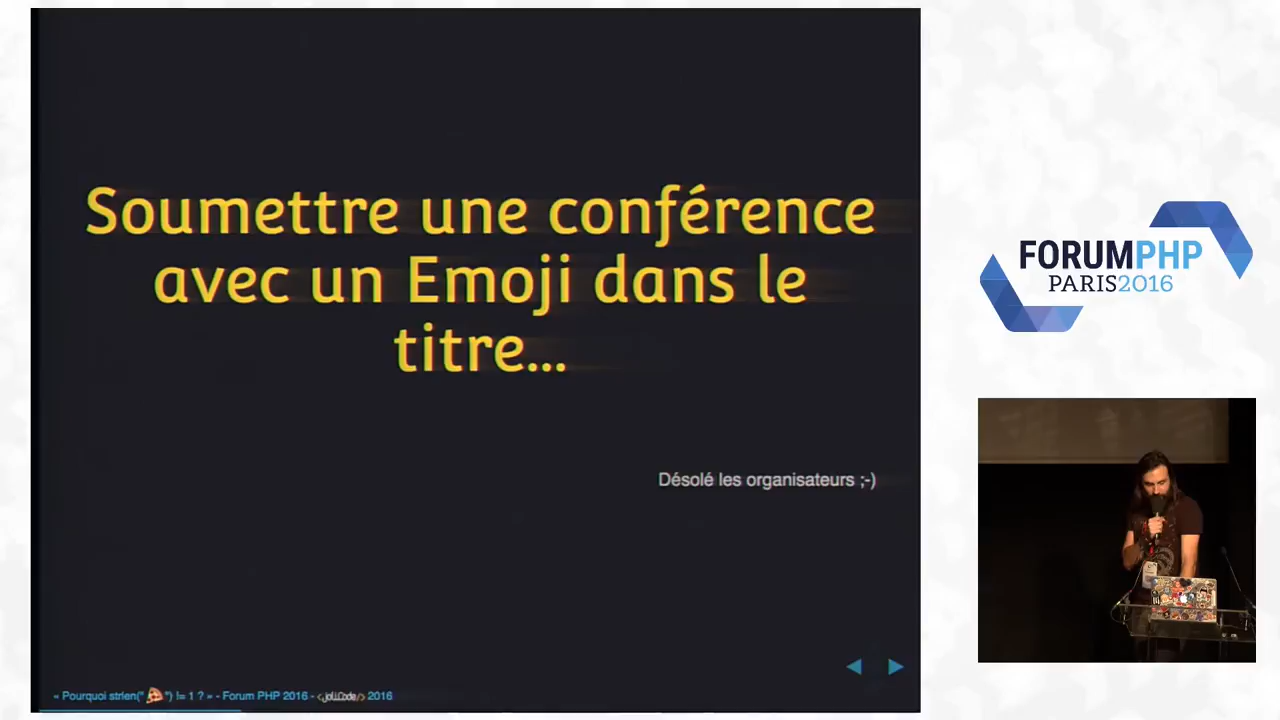 Soumettre une conférence
avec un Emoji dans le
titre...
Désolé les organisateurs ;-)
« Pourquoi strlen("🍕") != 1 ? » - Forum PHP 2016 - </joliCode/> 2016
FORUMPHP
PARIS2016